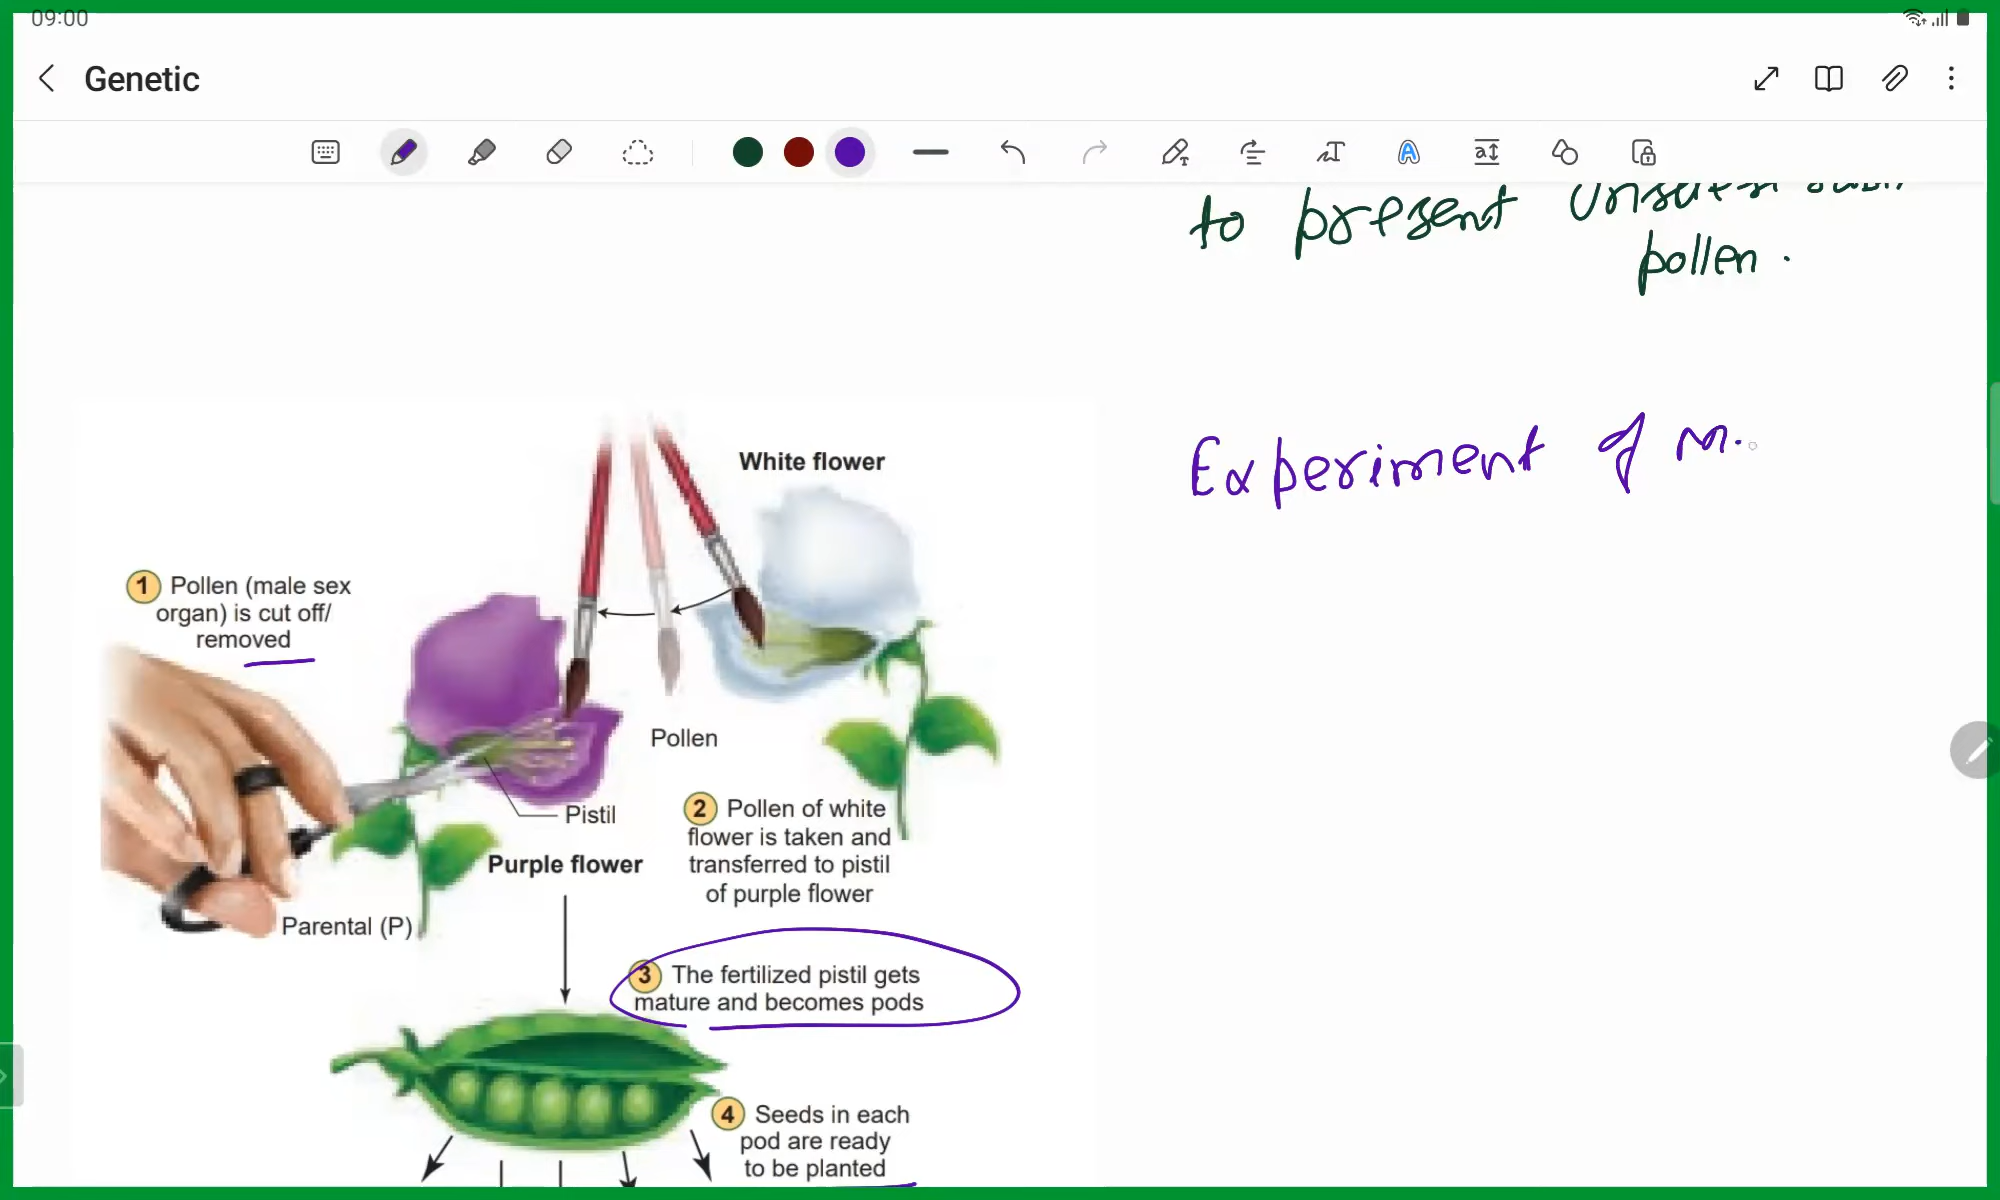 09:00
Genetic
to present
pollen.
Experiment of M.
White flower
1 Pollen (male sex
organ) is cut off/
removed
Pollen
Pistil
2 Pollen of white
flower is taken and
transferred to pistil
of purple flower
Purple flower
Parental (P)
3 The fertilized pistil gets
mature and becomes pods
4 Seeds in each
pod are ready
to be planted